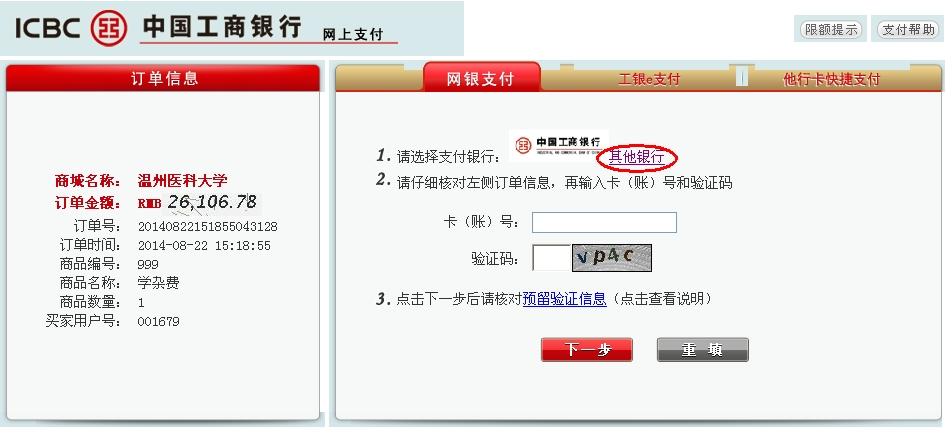 ICBC 中国工商银行 网上支付
限额提示 支付帮助
订单信息
商城名称： 温州医科大学
订单金额： RMB 26,106.78
订单号： 20140822151855043128
订单时间： 2014-08-22 15:18:55
商品编号： 999
商品名称： 学杂费
商品数量： 1
买家用户号： 001679
网银支付 工银e支付 他行卡快捷支付
1. 请选择支付银行： 中国工商银行 其他银行
2. 请仔细核对左侧订单信息，再输入卡（账）号和验证码
卡（账）号：
验证码： vp4c
3. 点击下一步后请核对预留验证信息（点击查看说明）
下一步 重 填